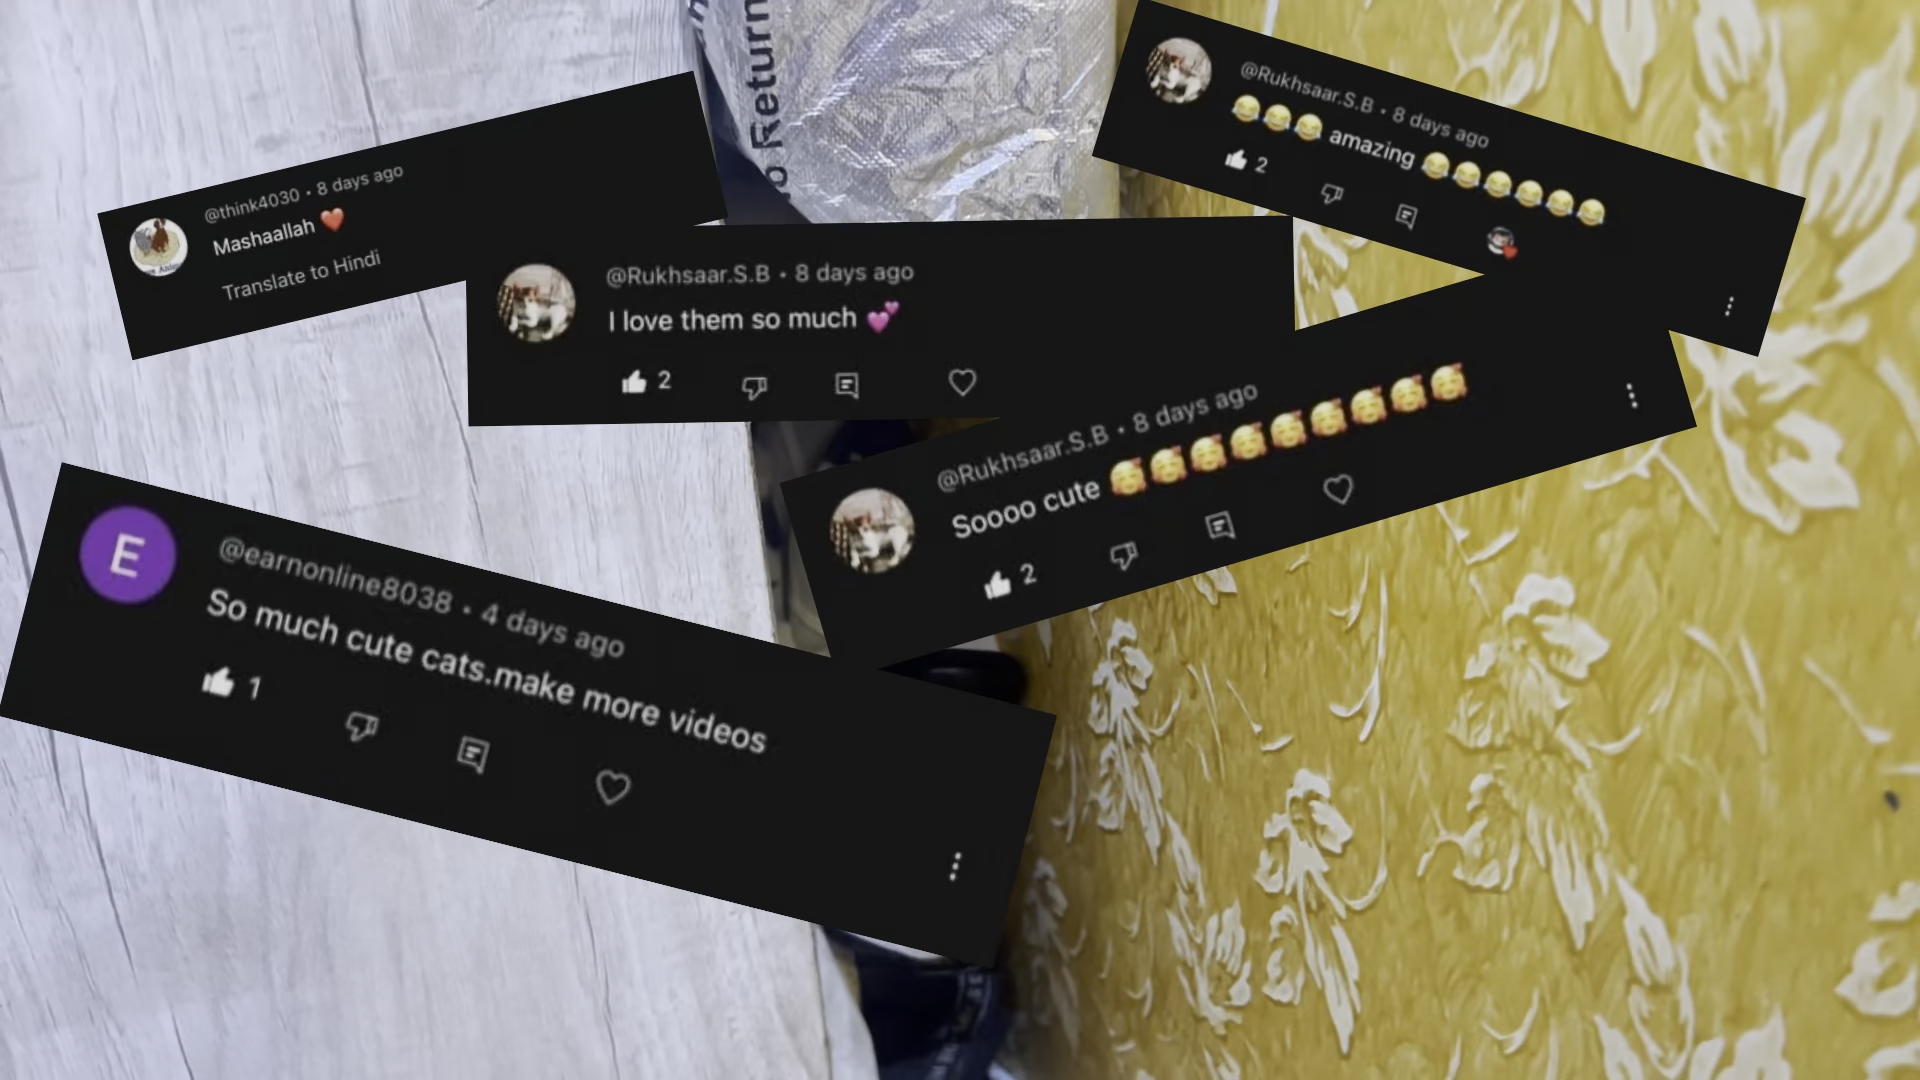 to Return
@think4030 • 8 days ago
Mashaallah ❤️
Translate to Hindi
@Rukhsaar.S.B • 8 days ago
😂😂😂 amazing 😂😂😂😂😂😂
2
@Rukhsaar.S.B • 8 days ago
I love them so much 💕
2
@Rukhsaar.S.B • 8 days ago
Soooo cute 🥰🥰🥰🥰🥰🥰🥰🥰🥰
2
E
@earnonline8038 • 4 days ago
So much cute cats.make more videos
1